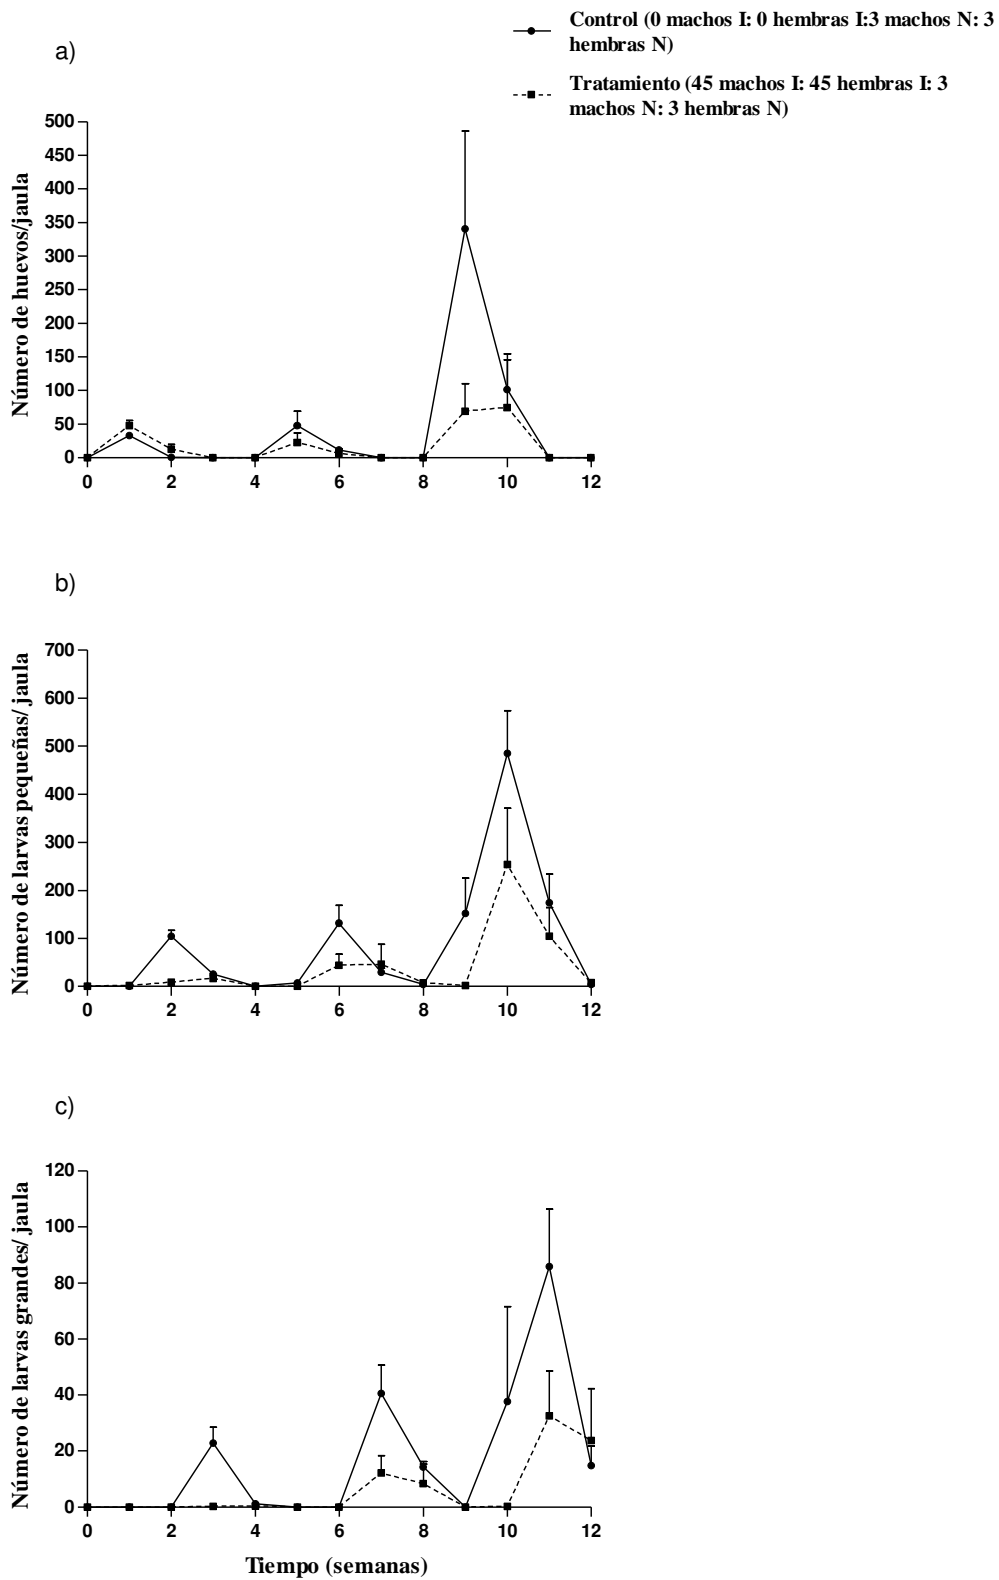 Control (0 machos I: 0 hembras I:3 machos N: 3
hembras N)
a)
Tratamiento (45 machos I: 45 hembras I: 3
machos N: 3 hembras N)
Número de huevos/jaula
500
450
400
350
300
250
200
150
100
50
0
0 2 4 6 8 10 12
b)
Número de larvas pequeñas/ jaula
700
600
500
400
300
200
100
0
0 2 4 6 8 10 12
c)
Número de larvas grandes/ jaula
120
100
80
60
40
20
0
0 2 4 6 8 10 12
Tiempo (semanas)